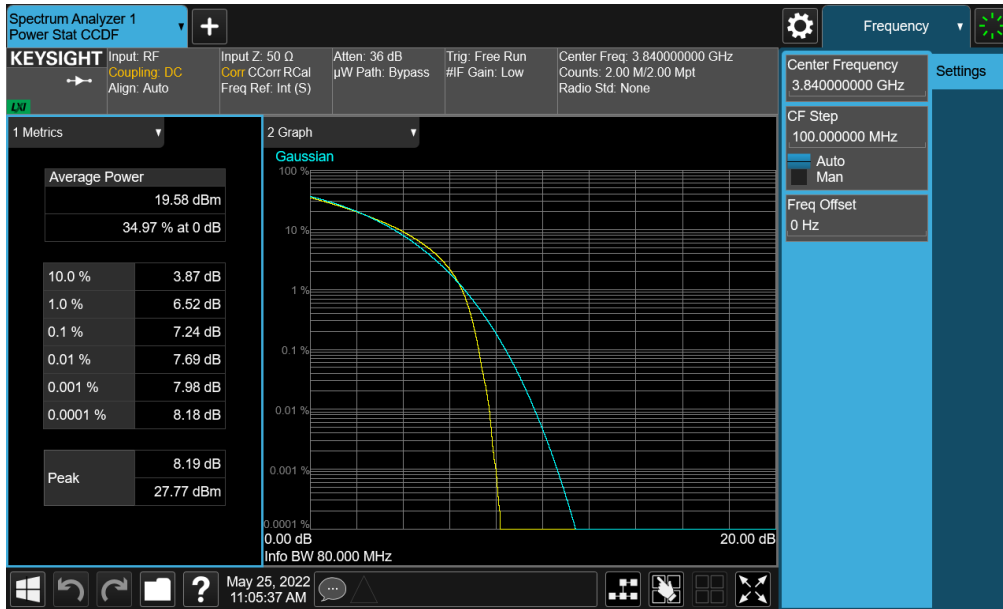 Spectrum Analyzer 1
Power Stat CCDF
Frequency
KEYSIGHT
Input: RF
Coupling: DC
Align: Auto
Input Z: 50 Ω
Corr CCorr RCal
Freq Ref: Int (S)
Atten: 36 dB
µW Path: Bypass
Trig: Free Run
#IF Gain: Low
Center Freq: 3.840000000 GHz
Counts: 2.00 M/2.00 Mpt
Radio Std: None
LXI
Center Frequency
3.840000000 GHz
Settings
CF Step
100.000000 MHz
Auto
Man
Freq Offset
0 Hz
1 Metrics
Average Power
19.58 dBm
34.97 % at 0 dB
10.0 % 3.87 dB
1.0 % 6.52 dB
0.1 % 7.24 dB
0.01 % 7.69 dB
0.001 % 7.98 dB
0.0001 % 8.18 dB
Peak
8.19 dB
27.77 dBm
2 Graph
Gaussian
100 %
10 %
1 %
0.1 %
0.01 %
0.001 %
0.0001 %
0.00 dB
20.00 dB
Info BW 80.000 MHz
?
May 25, 2022
11:05:37 AM